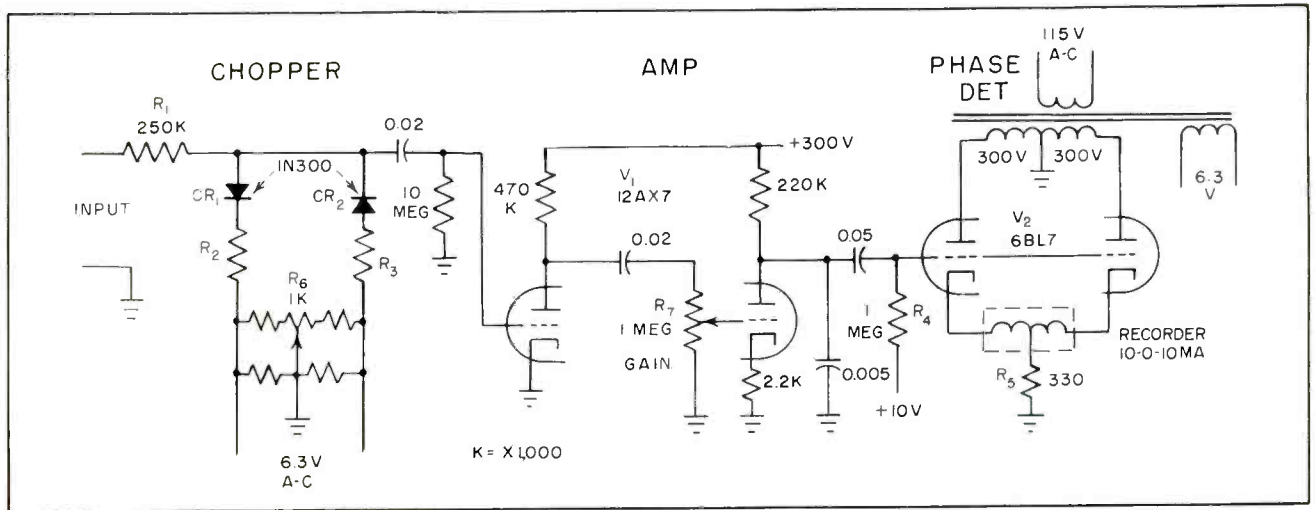 CHOPPER
AMP
PHASE
DET
115 V
A-C
R1
250K
0.02
IN300
CR1
CR2
10
MEG
INPUT
R2
R3
R6
1K
6.3V
A-C
470
K
V1
12AX7
+300V
220K
0.02
R7
1 MEG
GAIN
2.2K
0.005
K = X1,000
0.05
1
MEG
R4
+10V
300V
300V
6.3
V
V2
6BL7
RECORDER
10-0-10MA
R5
330